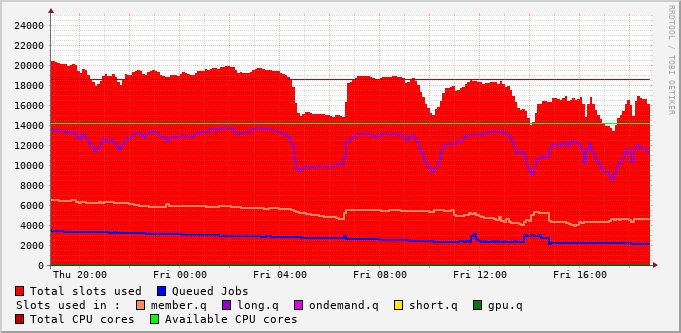 RRDTOOL / TOBI OETIKER
24000
22000
20000
18000
16000
14000
12000
10000
8000
6000
4000
2000
0
Thu 20:00 Fri 00:00 Fri 04:00 Fri 08:00 Fri 12:00 Fri 16:00
Total slots used Queued Jobs
Slots used in : member.q long.q ondemand.q short.q gpu.q
Total CPU cores Available CPU cores